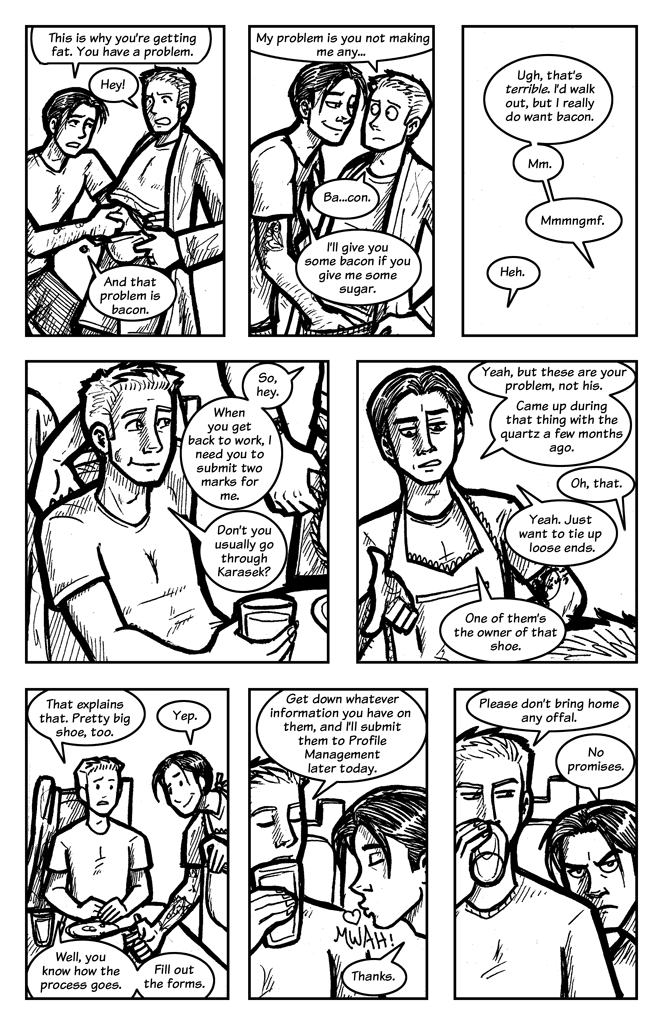 This is why you're getting
fat. You have a problem.
Hey!
And that
problem is
bacon.
My problem is you not making
me any...
Ba...con.
I'll give you
some bacon if you
give me some
sugar.
Ugh, that's
terrible. I'd walk
out, but I really
do want bacon.
Mm.
Mmmngmf.
Heh.
So,
hey.
When
you get
back to work, I
need you to
submit two
marks for
me.
Don't you
usually go
through
Karasek?
Yeah, but these are your
problem, not his.
Came up during
that thing with the
quartz a few months
ago.
Oh, that.
Yeah. Just
want to tie up
loose ends.
One of them's
the owner of that
shoe.
That explains
that. Pretty big
shoe, too.
Yep.
Well, you
know how the
process goes.
Fill out
the forms.
Get down whatever
information you have on
them, and I'll submit
them to Profile
Management
later today.
MWAH!
Thanks.
Please don't bring home
any offal.
No
promises.